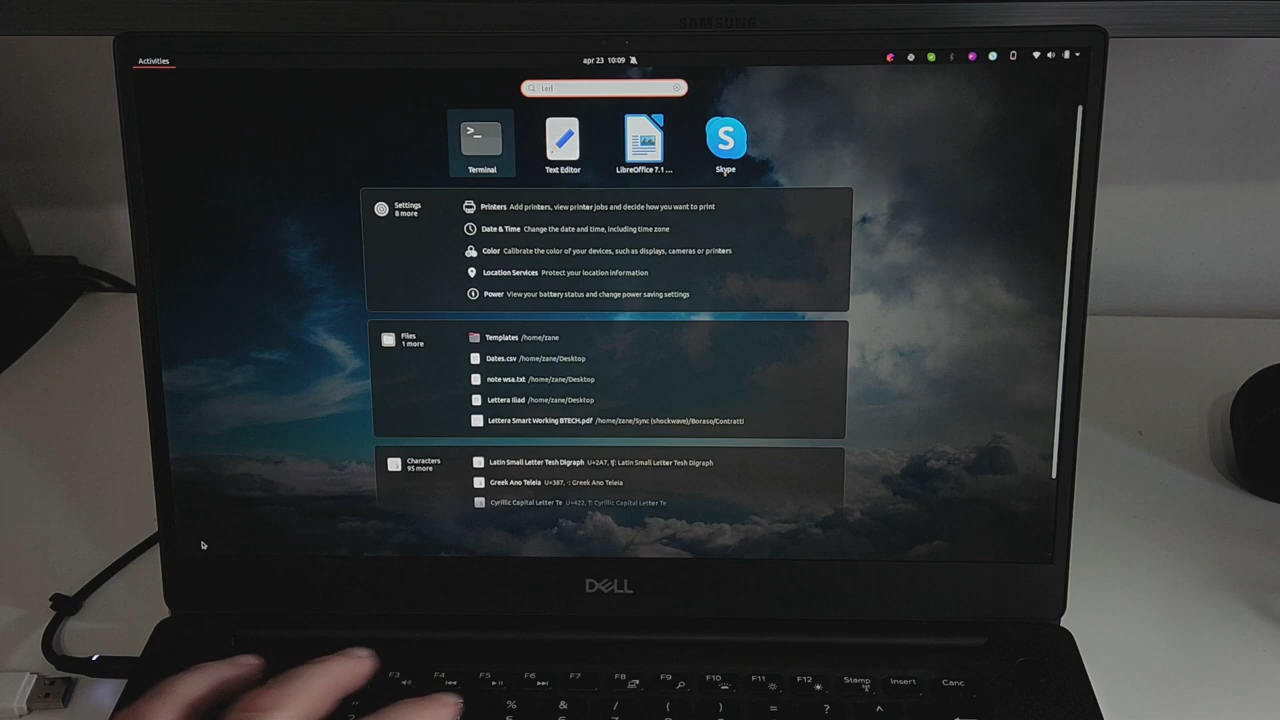 SAMSUNG
Activities
apr 23 10:09
Terminal
Text Editor
LibreOffice 7.1 ...
Skype
Settings
8 more
Printers Add printers, view printer jobs and decide how you want to print
Date & Time Change the date and time, including time zone
Color Calibrate the color of your devices, such as displays, cameras or printers
Location Services Protect your location information
Power View your battery status and change power saving settings
Files
1 more
Templates /home/zane
Dates.csv /home/zane/Desktop
note wsa.txt /home/zane/Desktop
Lettera Iliad /home/zane/Desktop
Lettera Smart Working BTECH.pdf /home/zane/Sync (shockwave)/Boraso/Contratti
Characters
95 more
Latin Small Letter Tesh Digraph U+2A7, ʧ: Latin Small Letter Tesh Digraph
Greek Ano Teleia U+387, ·: Greek Ano Teleia
Cyrillic Capital Letter Te U+422, Т: Cyrillic Capital Letter Te
DELL
F3 F4 F5 F6 F7 F8 F9 F10 F11 F12 Stamp Insert Canc
" % & / ( ) = ? ^